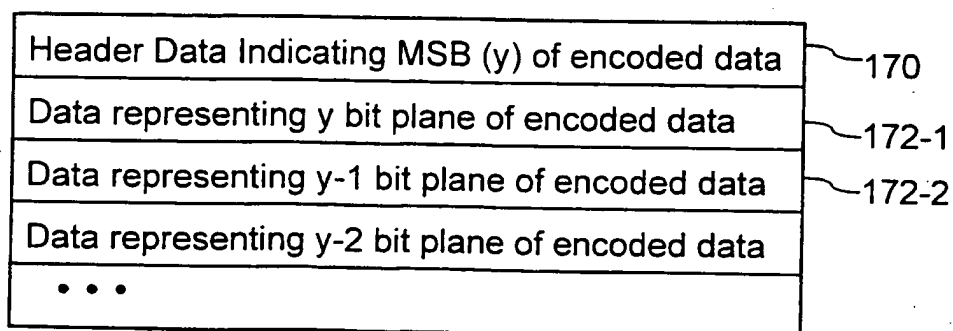 Header Data Indicating MSB (y) of encoded data 170
Data representing y bit plane of encoded data 172-1
Data representing y-1 bit plane of encoded data 172-2
Data representing y-2 bit plane of encoded data
• • •